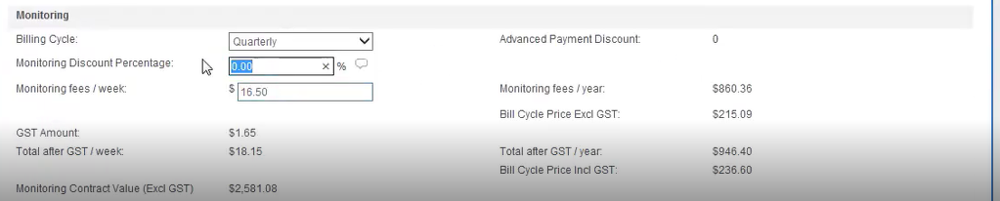 Monitoring
Billing Cycle: Quarterly Advanced Payment Discount: 0
Monitoring Discount Percentage: 0.00 × %
Monitoring fees / week: $ 16.50 Monitoring fees / year: $860.36
Bill Cycle Price Excl GST: $215.09
GST Amount: $1.65
Total after GST / week: $18.15 Total after GST / year: $946.40
Bill Cycle Price Incl GST: $236.60
Monitoring Contract Value (Excl GST) $2,581.08